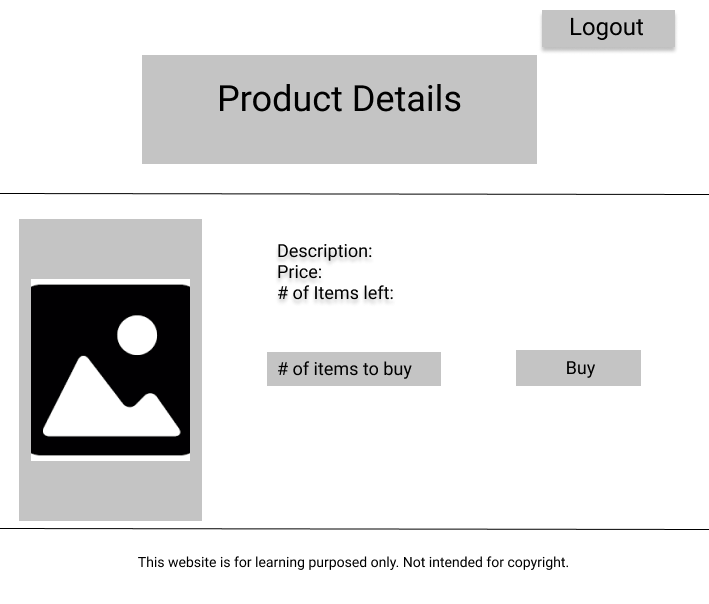 Logout
Product Details
Description:
Price:
# of Items left:
# of items to buy
Buy
This website is for learning purposed only. Not intended for copyright.